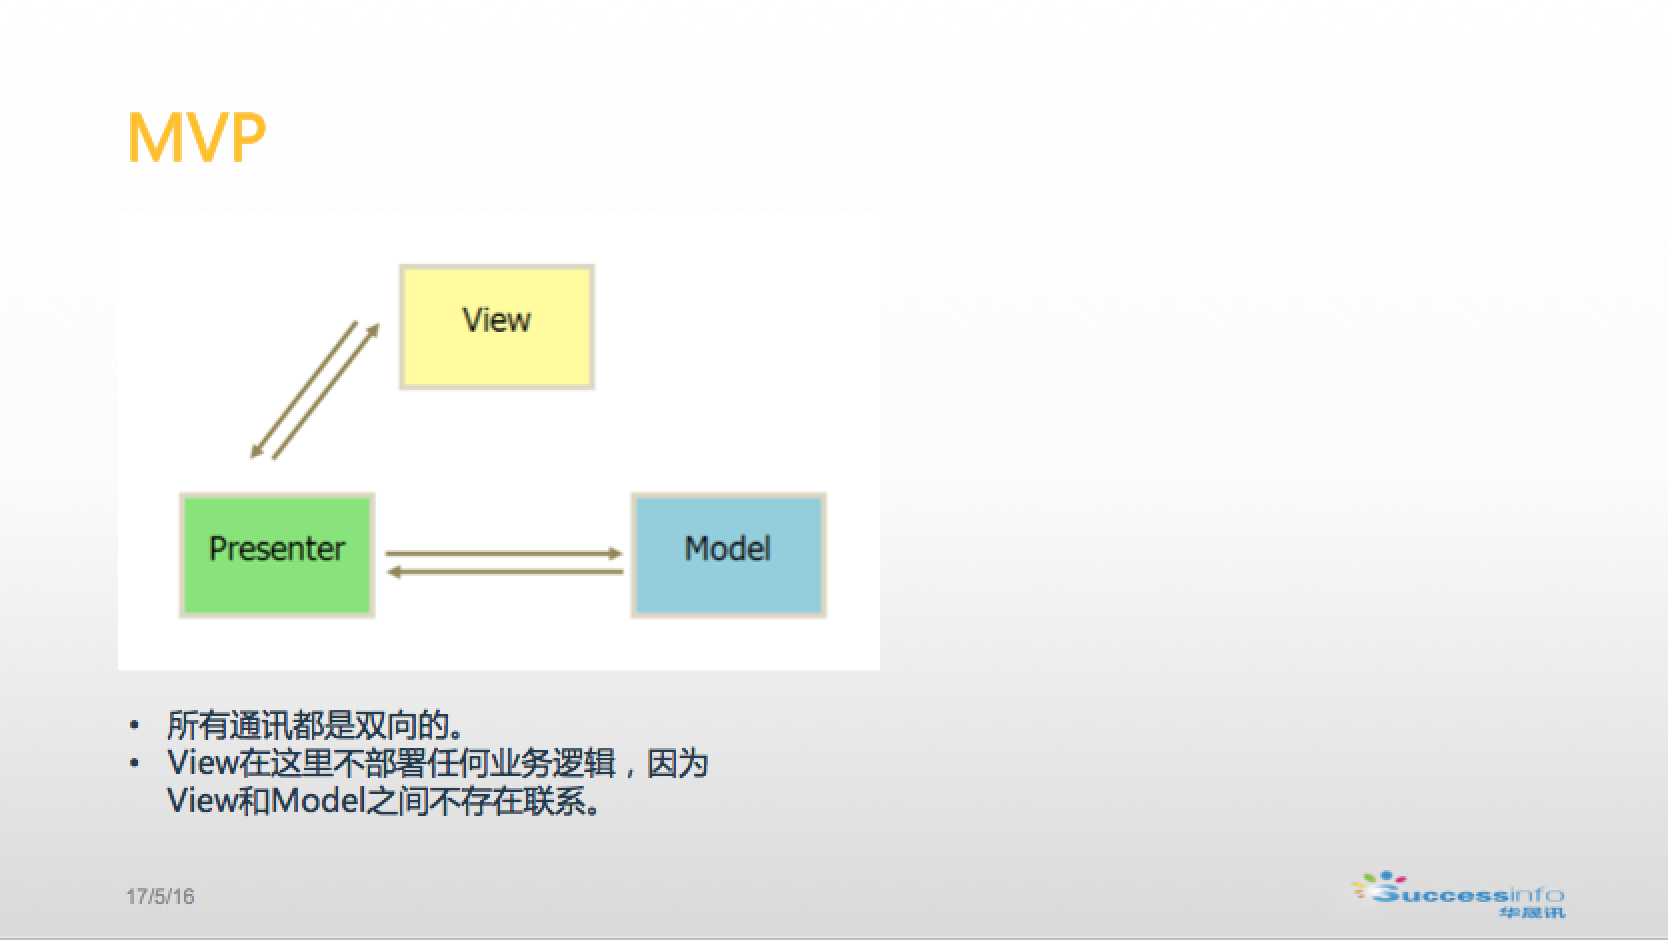 MVP
View
Presenter
Model
• 所有通讯都是双向的。
• View在这里不部署任何业务逻辑，因为
View和Model之间不存在联系。
17/5/16
Successinfo
华晟讯